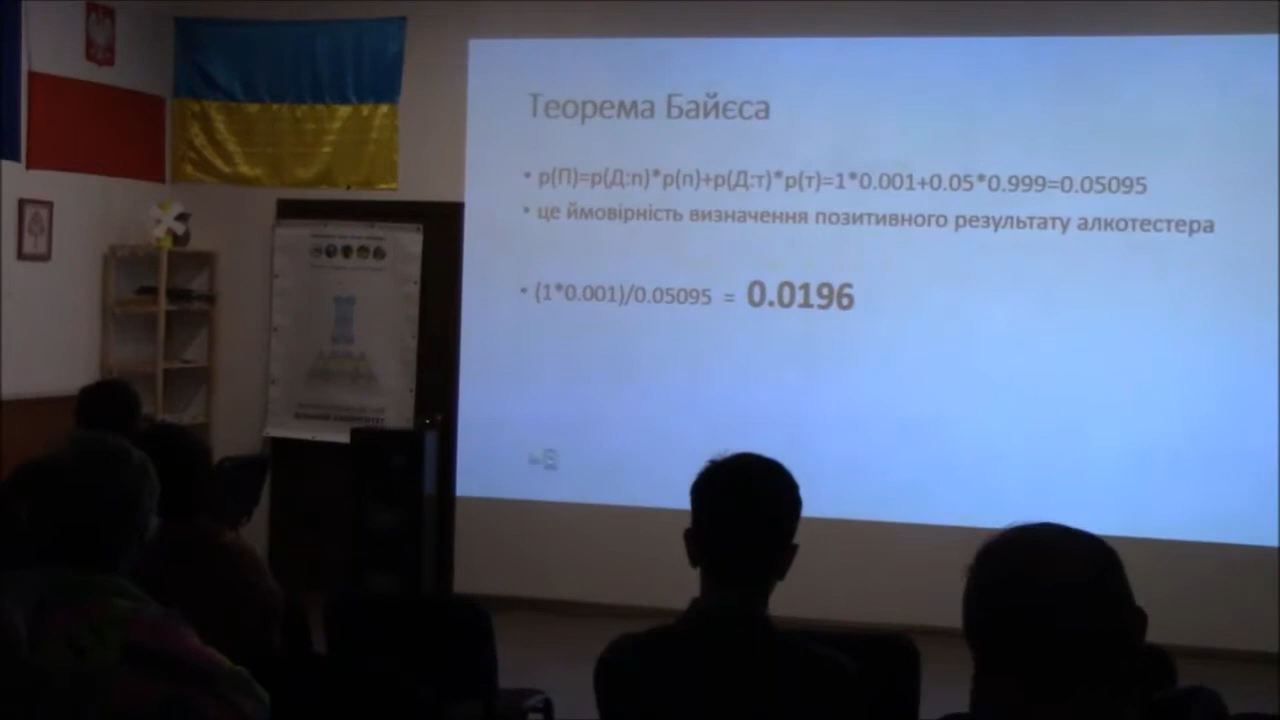 Теорема Байєса
• p(П)=p(Д:п)*p(п)+p(Д:т)*p(т)=1*0.001+0.05*0.999=0.05095
• це ймовірність визначення позитивного результату алкотестера
• (1*0.001)/0.05095 = 0.0196